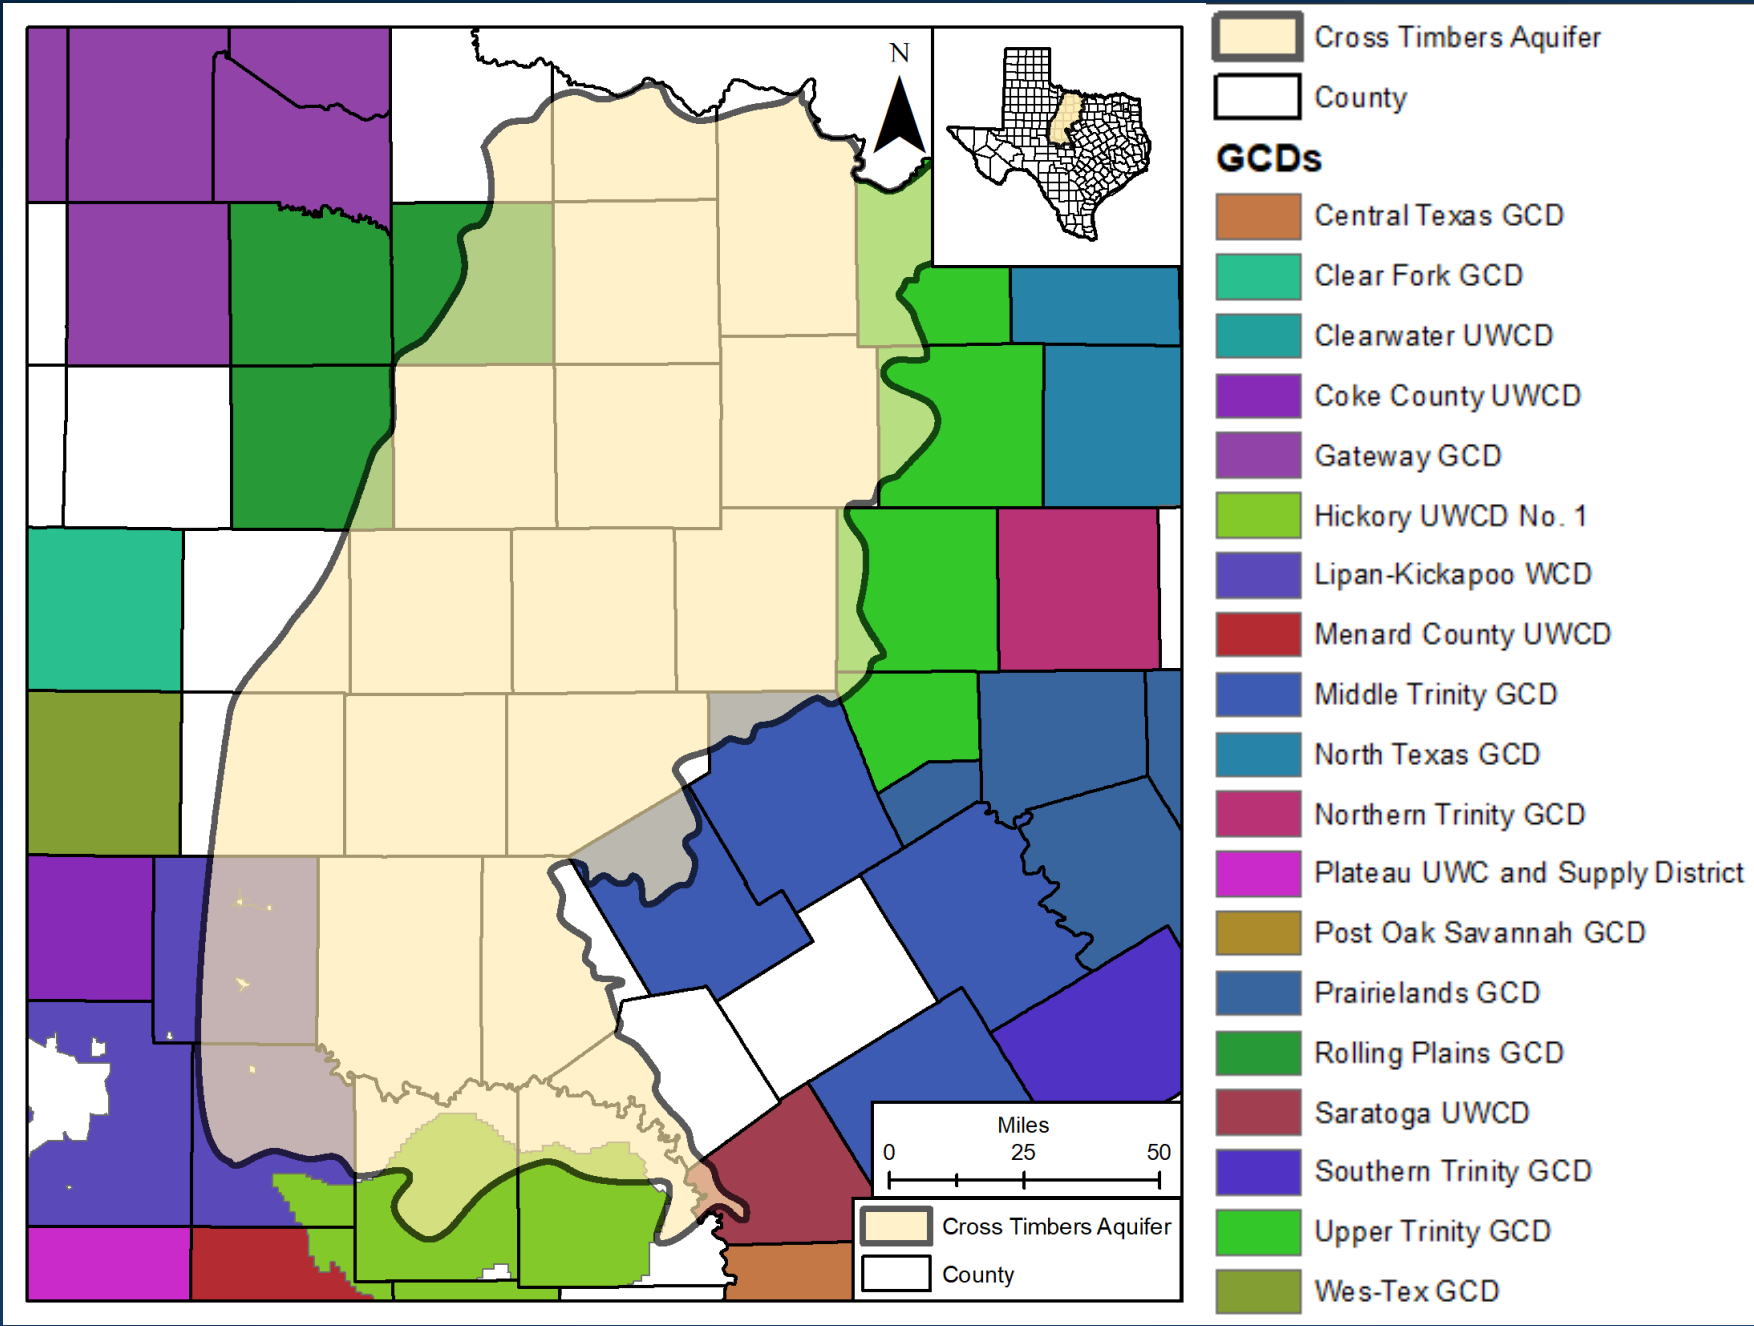 N
Miles
0 25 50
Cross Timbers Aquifer
County
Cross Timbers Aquifer
County
GCDs
Central Texas GCD
Clear Fork GCD
Clearwater UWCD
Coke County UWCD
Gateway GCD
Hickory UWCD No. 1
Lipan-Kickapoo WCD
Menard County UWCD
Middle Trinity GCD
North Texas GCD
Northern Trinity GCD
Plateau UWC and Supply District
Post Oak Savannah GCD
Prairielands GCD
Rolling Plains GCD
Saratoga UWCD
Southern Trinity GCD
Upper Trinity GCD
Wes-Tex GCD